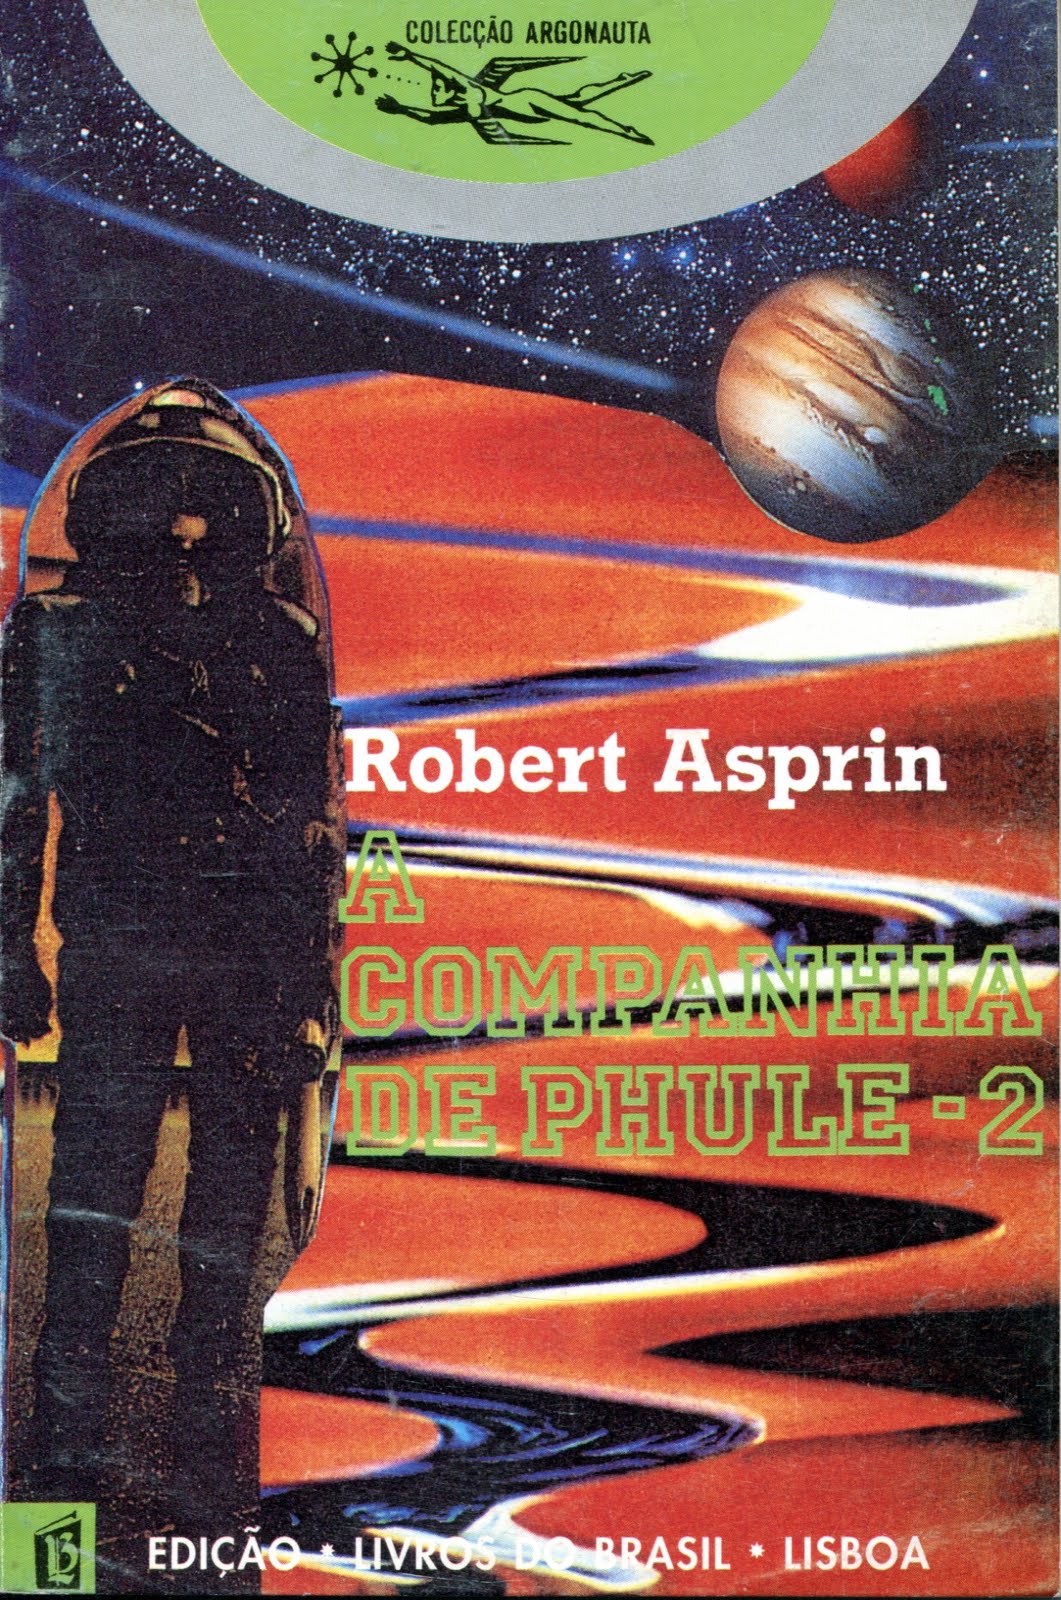 COLECÇÃO ARGONAUTA
Robert Asprin
A
COMPANHIA
DE PHULE - 2
B
EDIÇÃO * LIVROS DO BRASIL * LISBOA